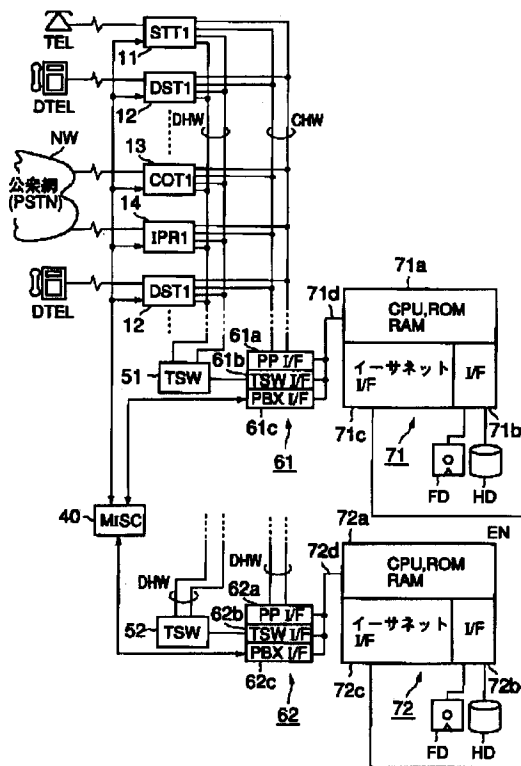 TEL
STT1
11
DTEL
DST1
12
DHW
CHW
NW
公衆網
(PSTN)
13
COT1
14
IPR1
DTEL
DST1
12
51
TSW
61a
61b
PP I/F
TSW I/F
PBX I/F
61c
61
71d
71a
CPU,ROM
RAM
イーサネット
I/F
I/F
71c
71
71b
FD
HD
40
MISC
EN
DHW
DHW
52
TSW
62a
62b
PP I/F
TSW I/F
PBX I/F
62c
62
72d
72a
CPU,ROM
RAM
イーサネット
I/F
I/F
72c
72
72b
FD
HD